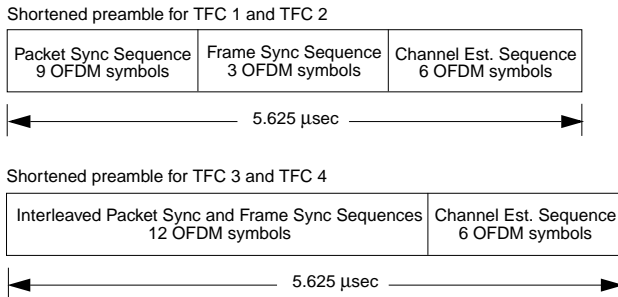 Shortened preamble for TFC 1 and TFC 2
Packet Sync Sequence
9 OFDM symbols
Frame Sync Sequence
3 OFDM symbols
Channel Est. Sequence
6 OFDM symbols
5.625 μsec
Shortened preamble for TFC 3 and TFC 4
Interleaved Packet Sync and Frame Sync Sequences
12 OFDM symbols
Channel Est. Sequence
6 OFDM symbols
5.625 μsec